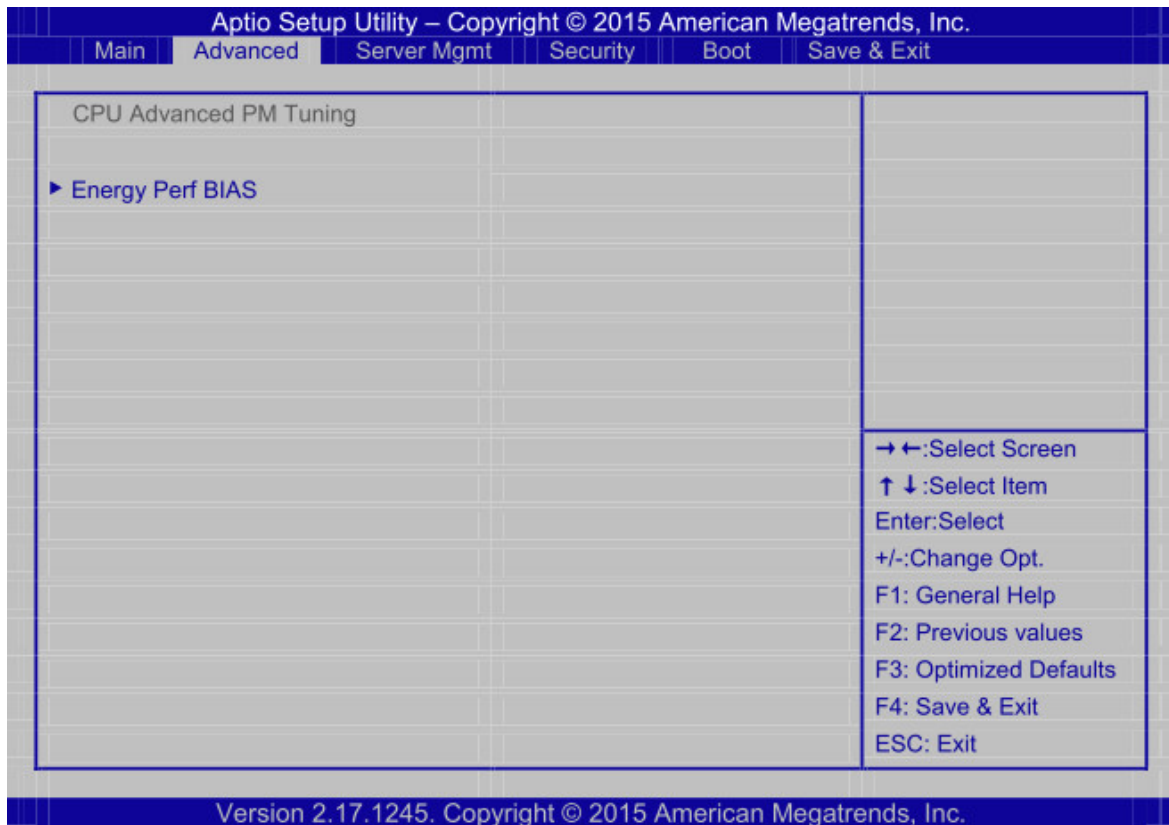 Aptio Setup Utility – Copyright © 2015 American Megatrends, Inc.
Main Advanced Server Mgmt Security Boot Save & Exit
CPU Advanced PM Tuning
▶ Energy Perf BIAS
→←:Select Screen
↑↓:Select Item
Enter:Select
+/-:Change Opt.
F1: General Help
F2: Previous values
F3: Optimized Defaults
F4: Save & Exit
ESC: Exit
Version 2.17.1245. Copyright © 2015 American Megatrends, Inc.